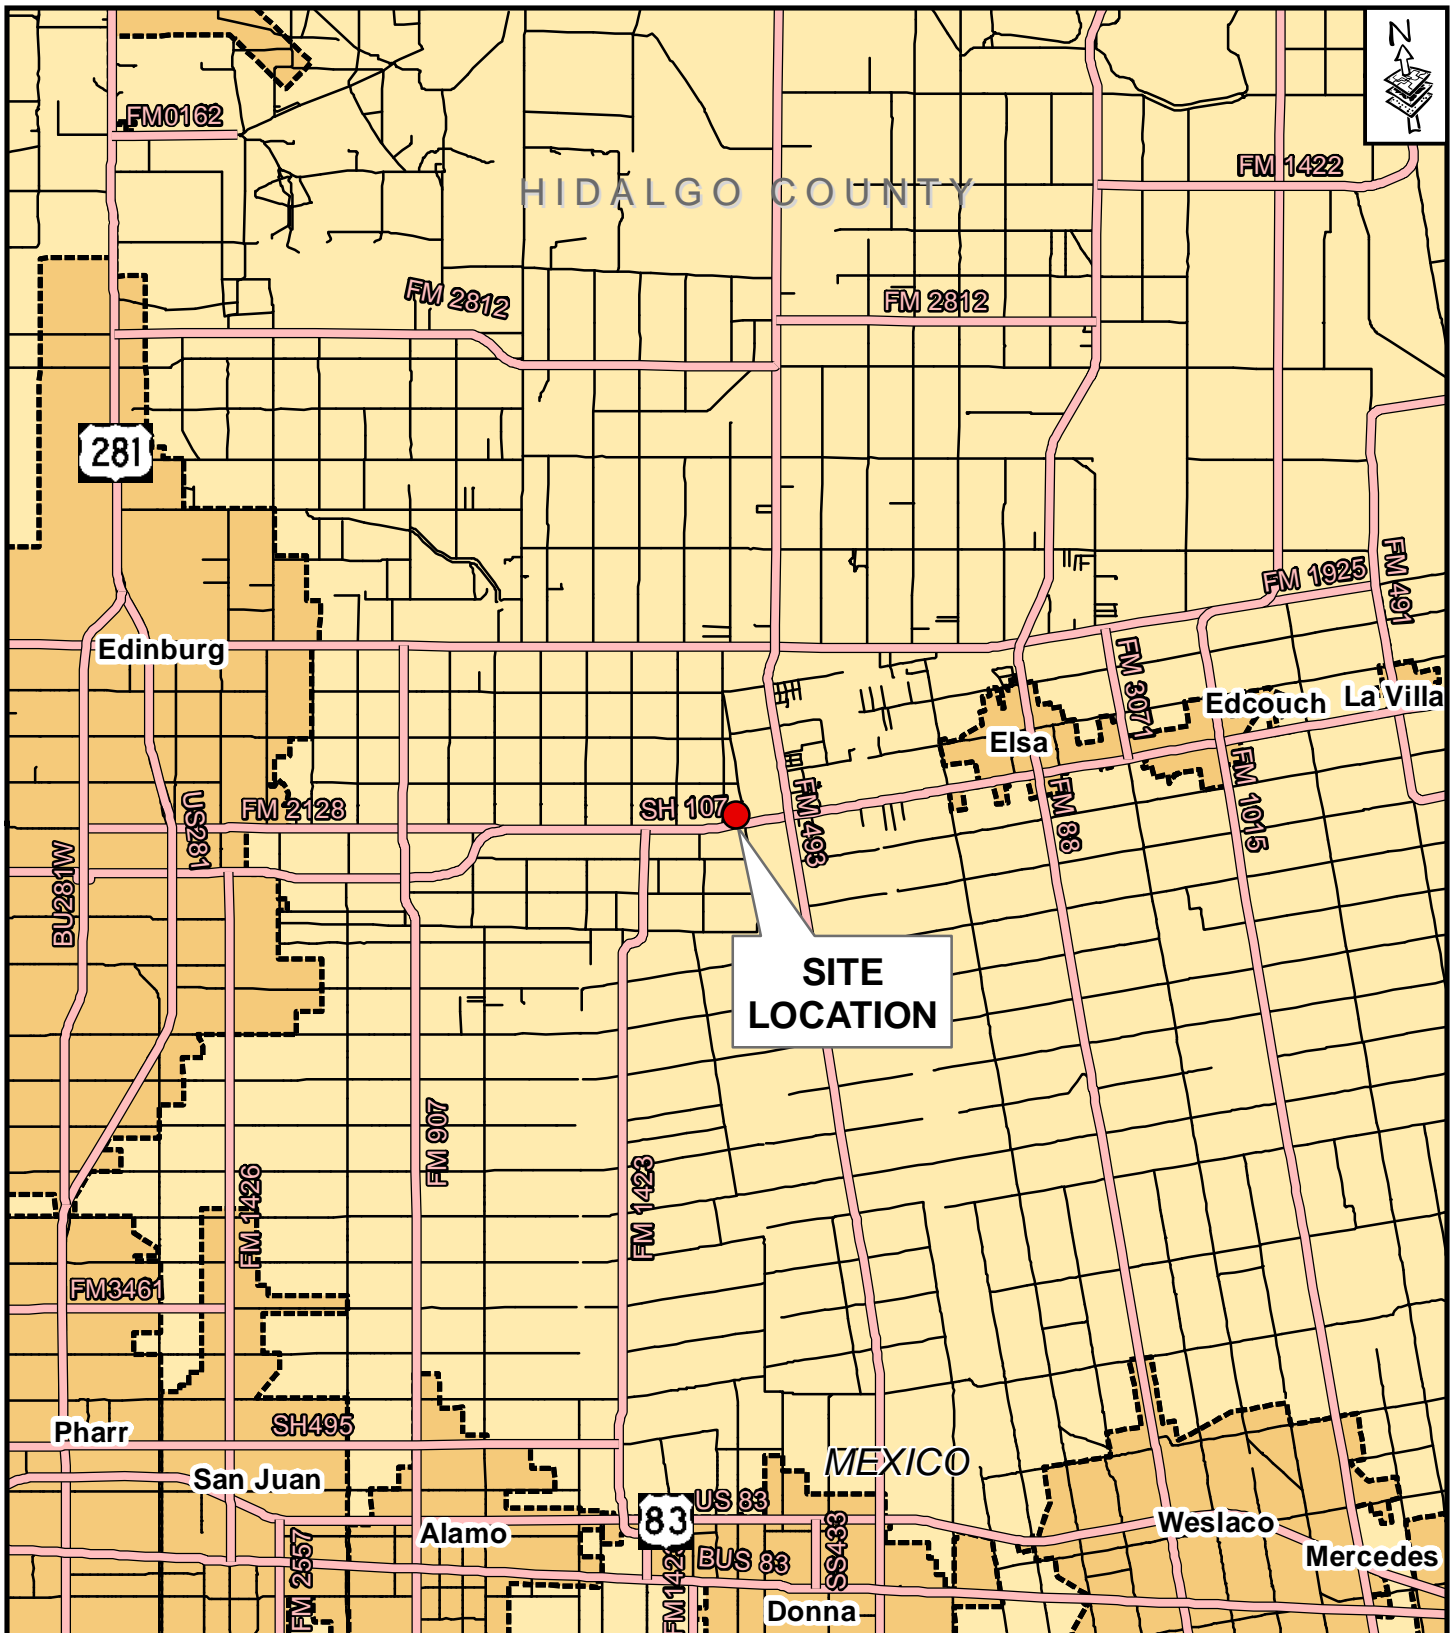 N
FM0162
FM 1422
HIDALGO COUNTY
FM 2812
FM 2812
281
FM 1925
FM 491
Edinburg
FM 3071
Edcouch
La Villa
Elsa
US281
FM 2128
SH 107
FM 493
FM 88
FM 1015
BU281W
SITE
LOCATION
FM 907
FM 1426
FM 1423
FM3461
Pharr
SH495
MEXICO
San Juan
US 83
83
Alamo
Weslaco
FM 2557
BUS 83
SS433
Mercedes
Donna